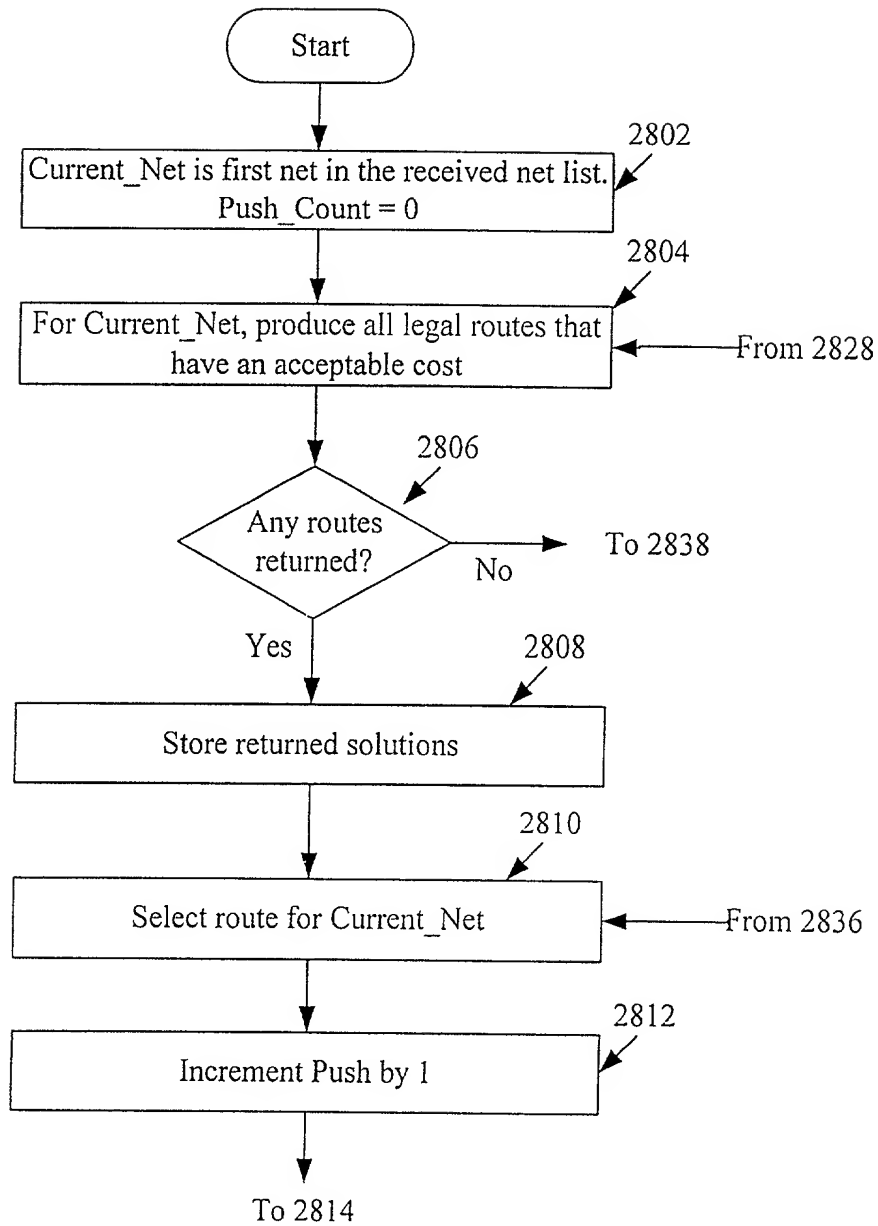 Start
2802
Current_Net is first net in the received net list.
Push_Count = 0
2804
For Current_Net, produce all legal routes that
have an acceptable cost
From 2828
2806
Any routes
returned?
No
To 2838
Yes
2808
Store returned solutions
2810
Select route for Current_Net
From 2836
2812
Increment Push by 1
To 2814